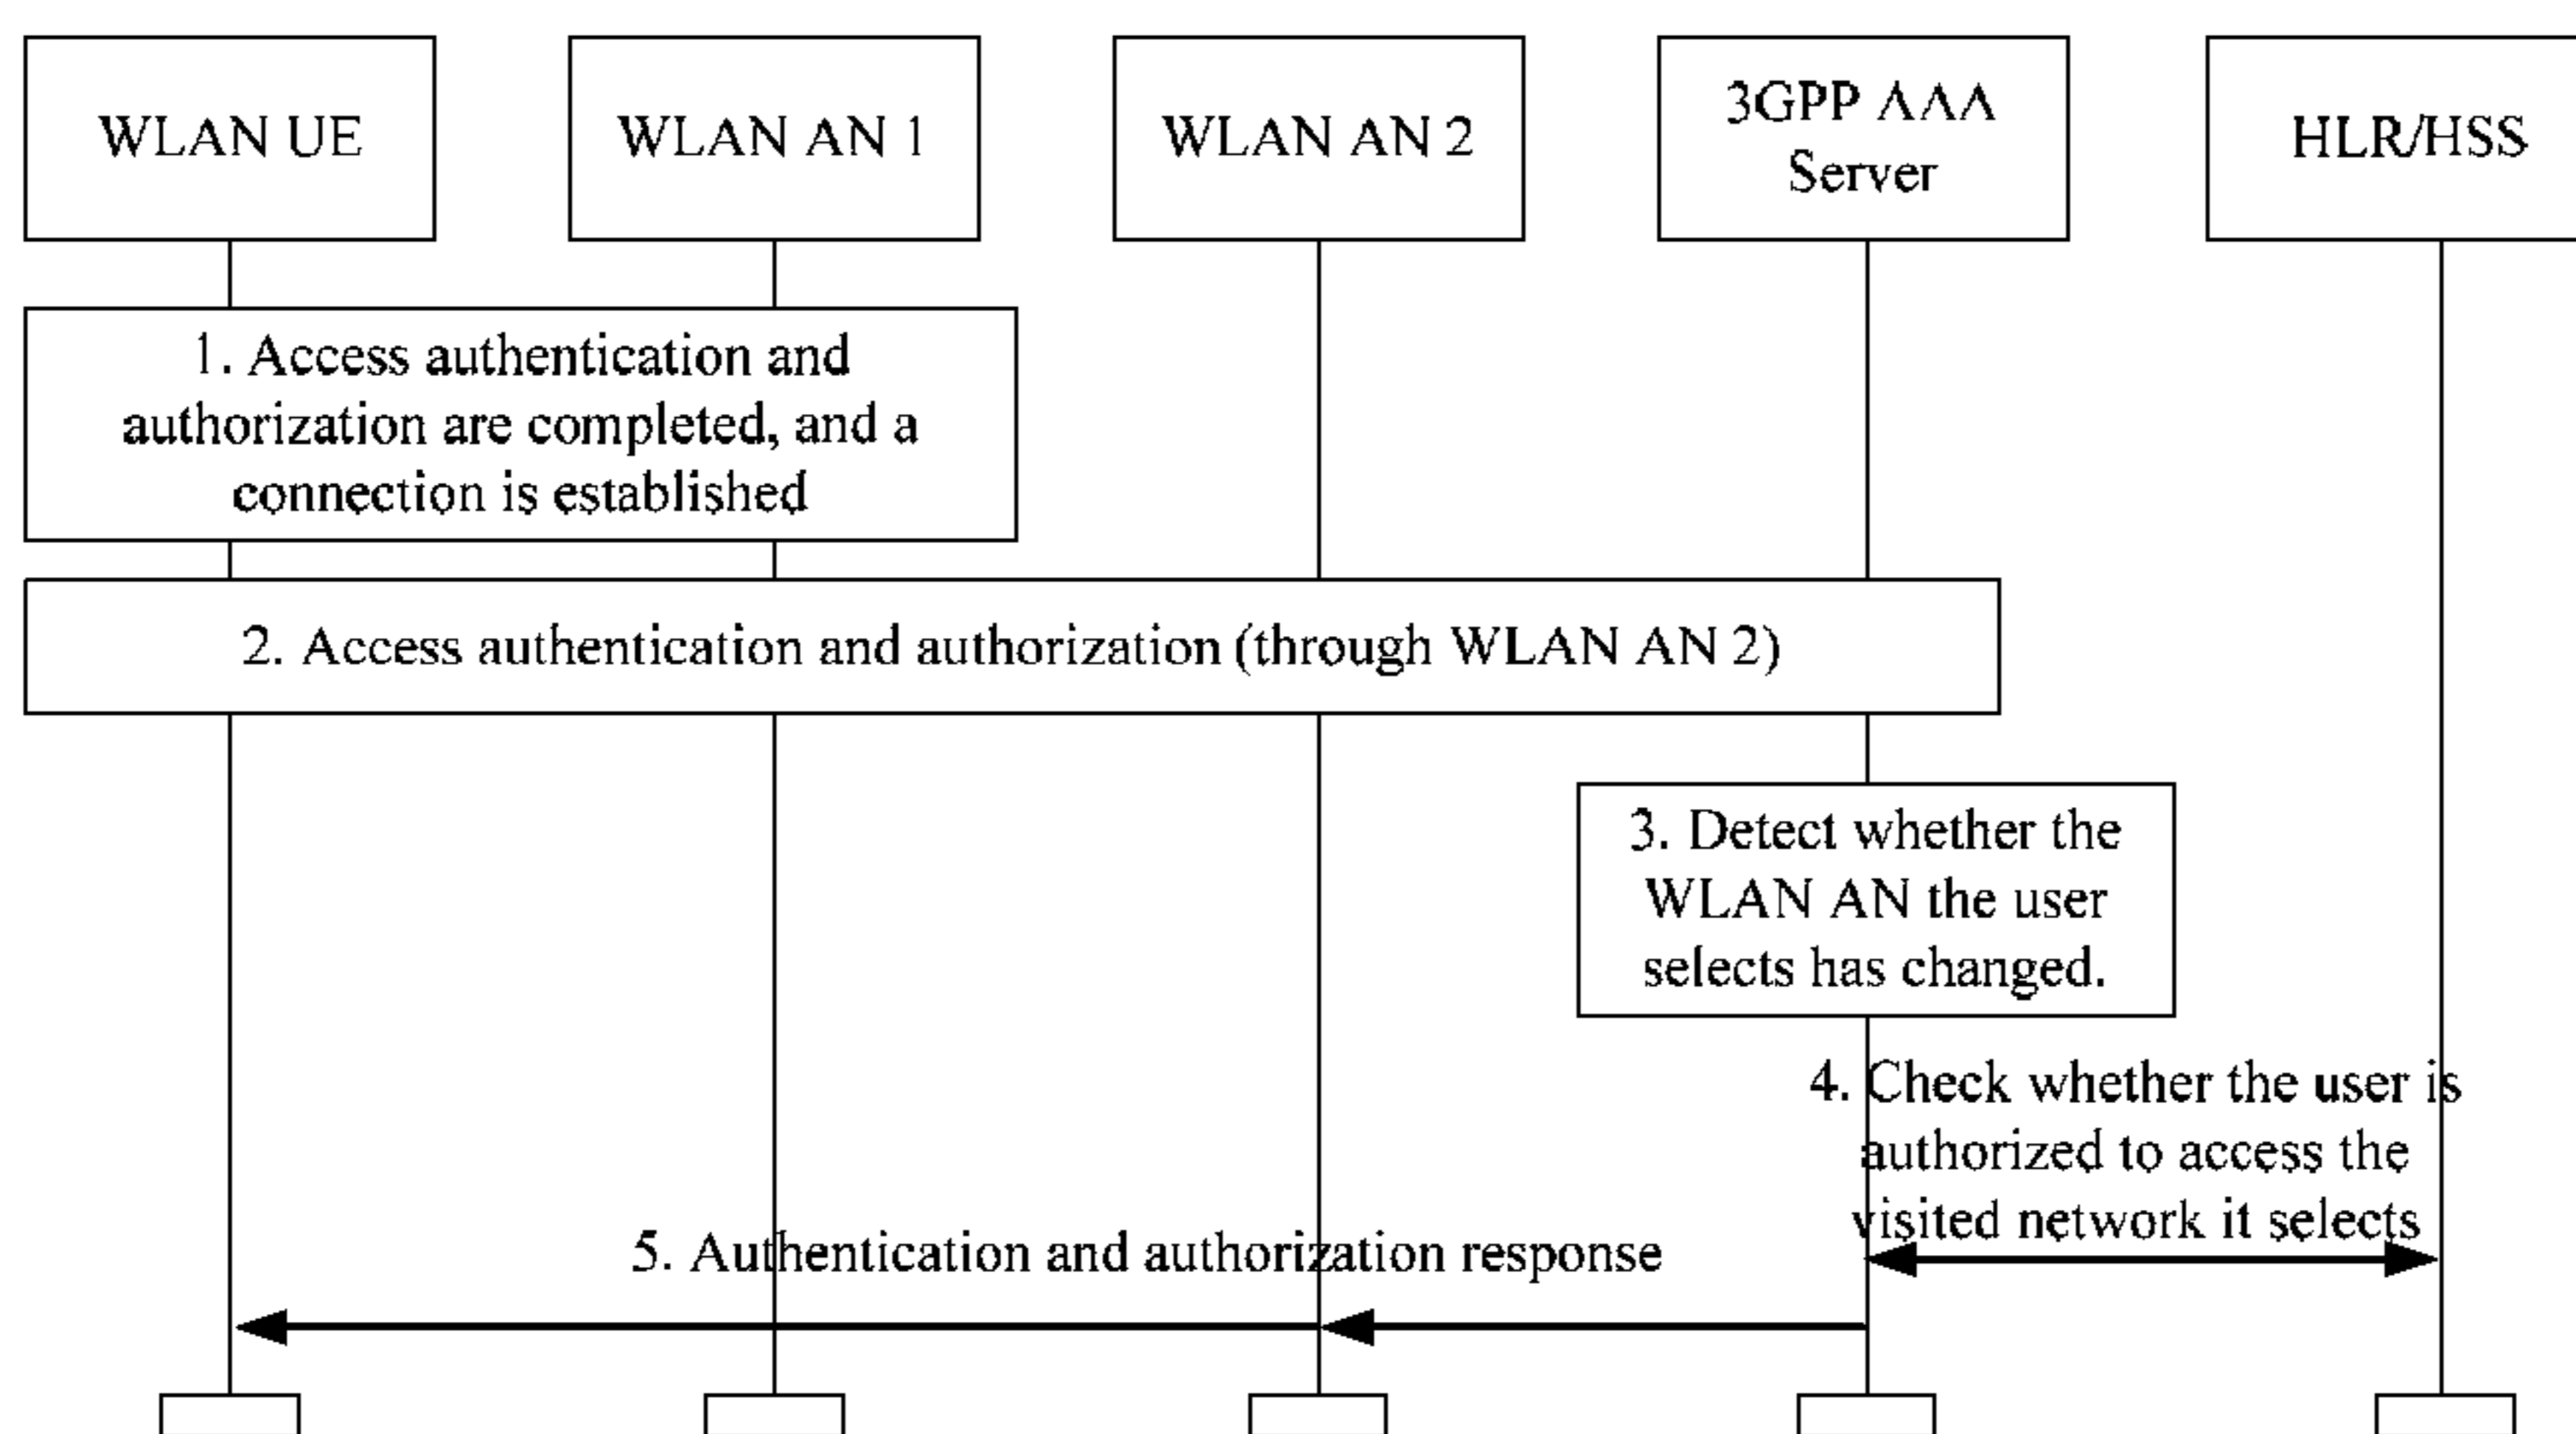 WLAN UE
WLAN AN 1
WLAN AN 2
3GPP AAA
Server
HLR/HSS
1. Access authentication and
authorization are completed, and a
connection is established
2. Access authentication and authorization (through WLAN AN 2)
3. Detect whether the
WLAN AN the user
selects has changed.
4. Check whether the user is
authorized to access the
visited network it selects
5. Authentication and authorization response